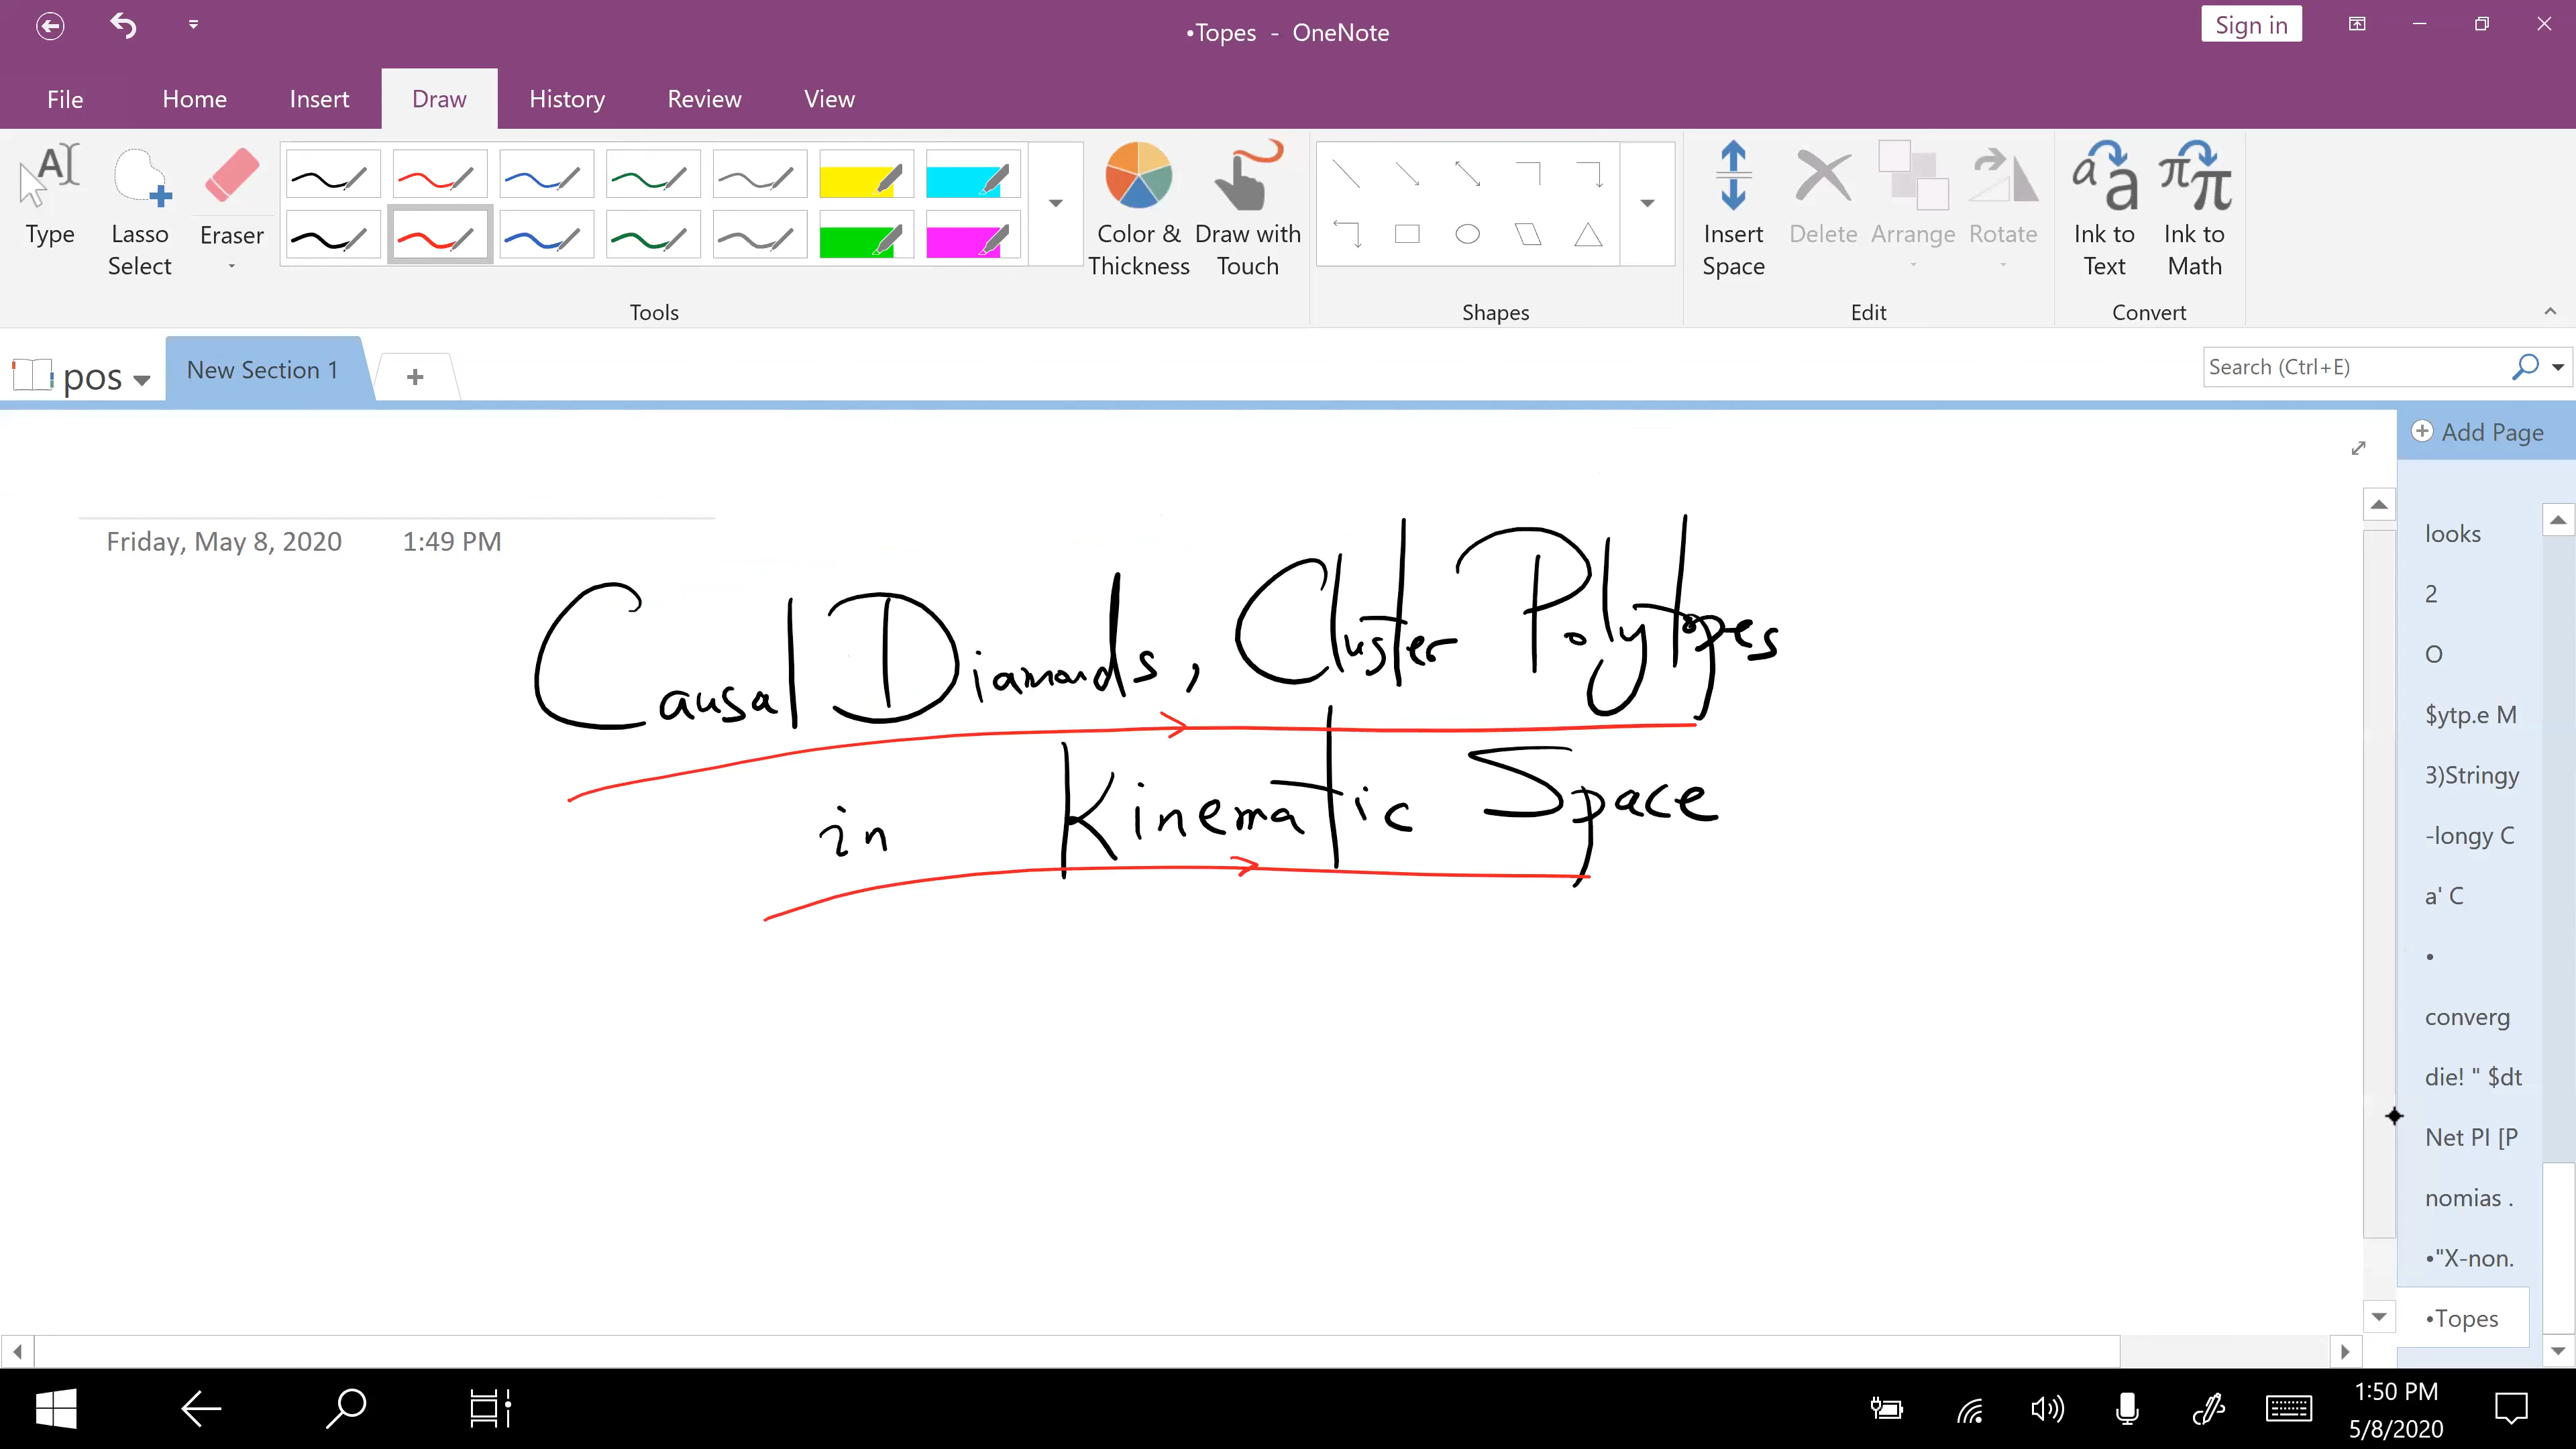 •Topes - OneNote
Sign in
File Home Insert Draw History Review View
Type
Lasso Select
Eraser
Color & Thickness
Draw with Touch
Insert Space
Delete
Arrange
Rotate
Ink to Text
Ink to Math
Tools
Shapes
Edit
Convert
pos
New Section 1
Search (Ctrl+E)
Add Page
Friday, May 8, 2020 1:49 PM
Causal Diamonds, Cluster Polytopes
in Kinematic Space
looks
2
O
$ytp.e M
3)Stringy
-longy C
a' C
•
converg
die! " $dt
Net PI [P
nomias .
•"X-non.
•Topes
1:50 PM
5/8/2020